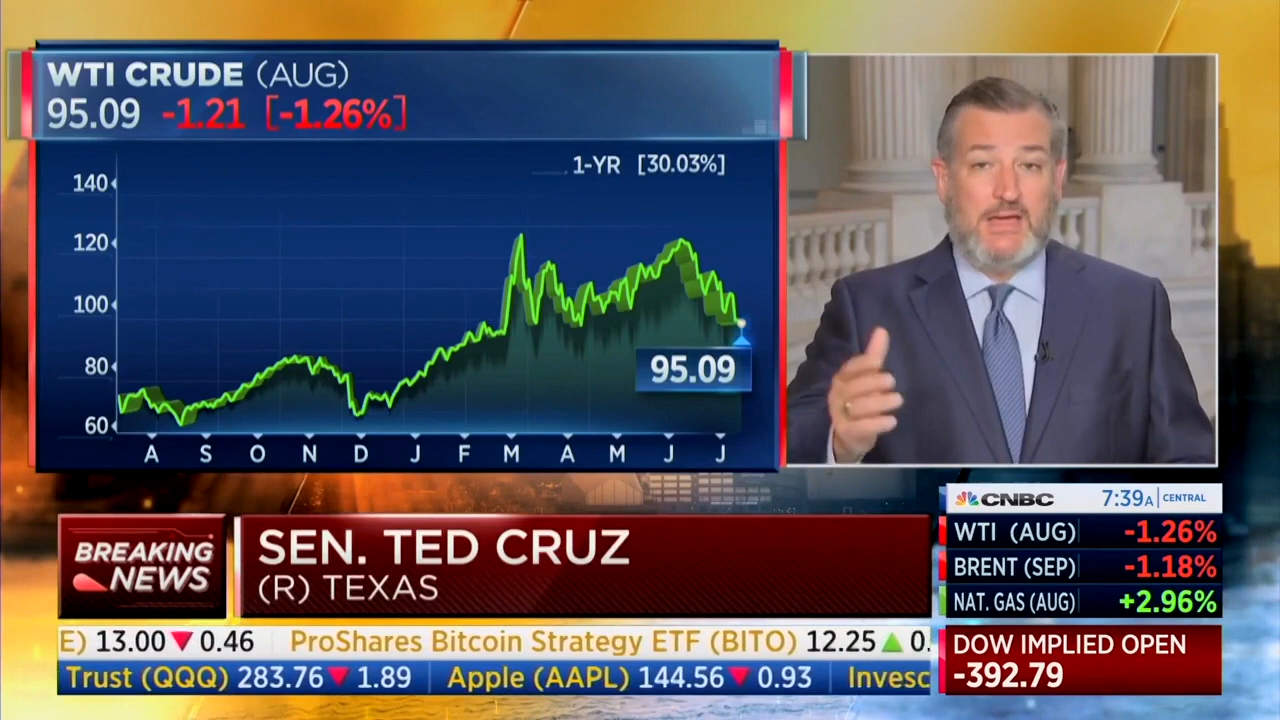 WTI CRUDE (AUG)
95.09 -1.21 [-1.26%]
1-YR [30.03%]
140
120
100
80
60
95.09
A S O N D J F M A M J J
BREAKING NEWS
SEN. TED CRUZ
(R) TEXAS
CNBC 7:39A CENTRAL
WTI (AUG) -1.26%
BRENT (SEP) -1.18%
NAT. GAS (AUG) +2.96%
DOW IMPLIED OPEN
-392.79
E) 13.00 ▼ 0.46 ProShares Bitcoin Strategy ETF (BITO) 12.25 ▲ 0.
Trust (QQQ) 283.76 ▼ 1.89 Apple (AAPL) 144.56 ▼ 0.93 Invesc